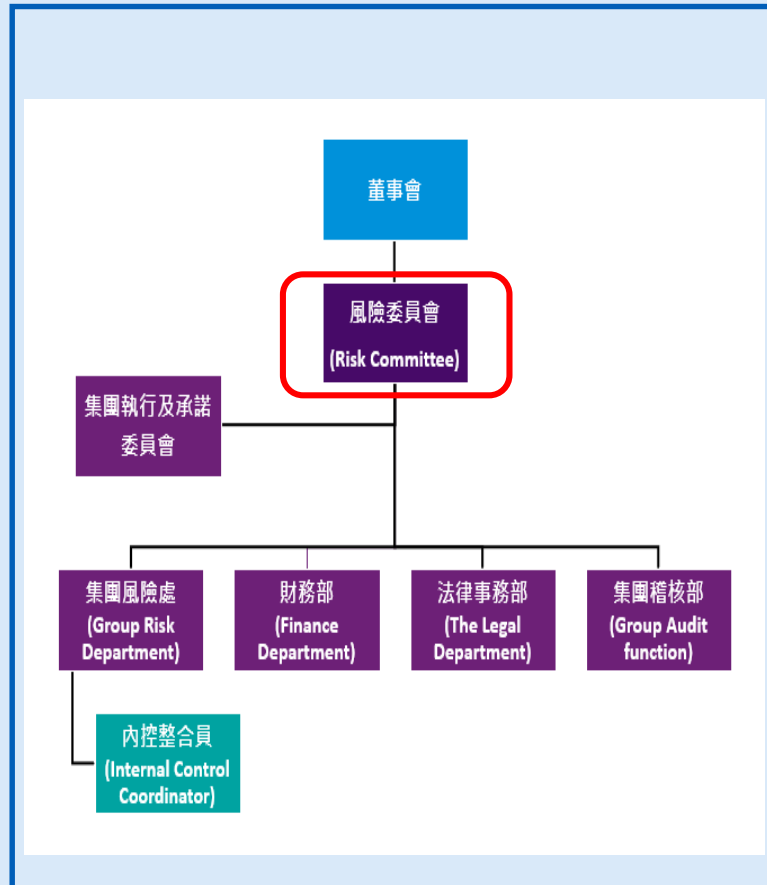 董事會
風險委員會
(Risk Committee)
集團執行及承諾
委員會
集團風險處
(Group Risk
Department)
財務部
(Finance
Department)
法律事務部
(The Legal
Department)
集團稽核部
(Group Audit
function)
內控整合員
(Internal Control
Coordinator)